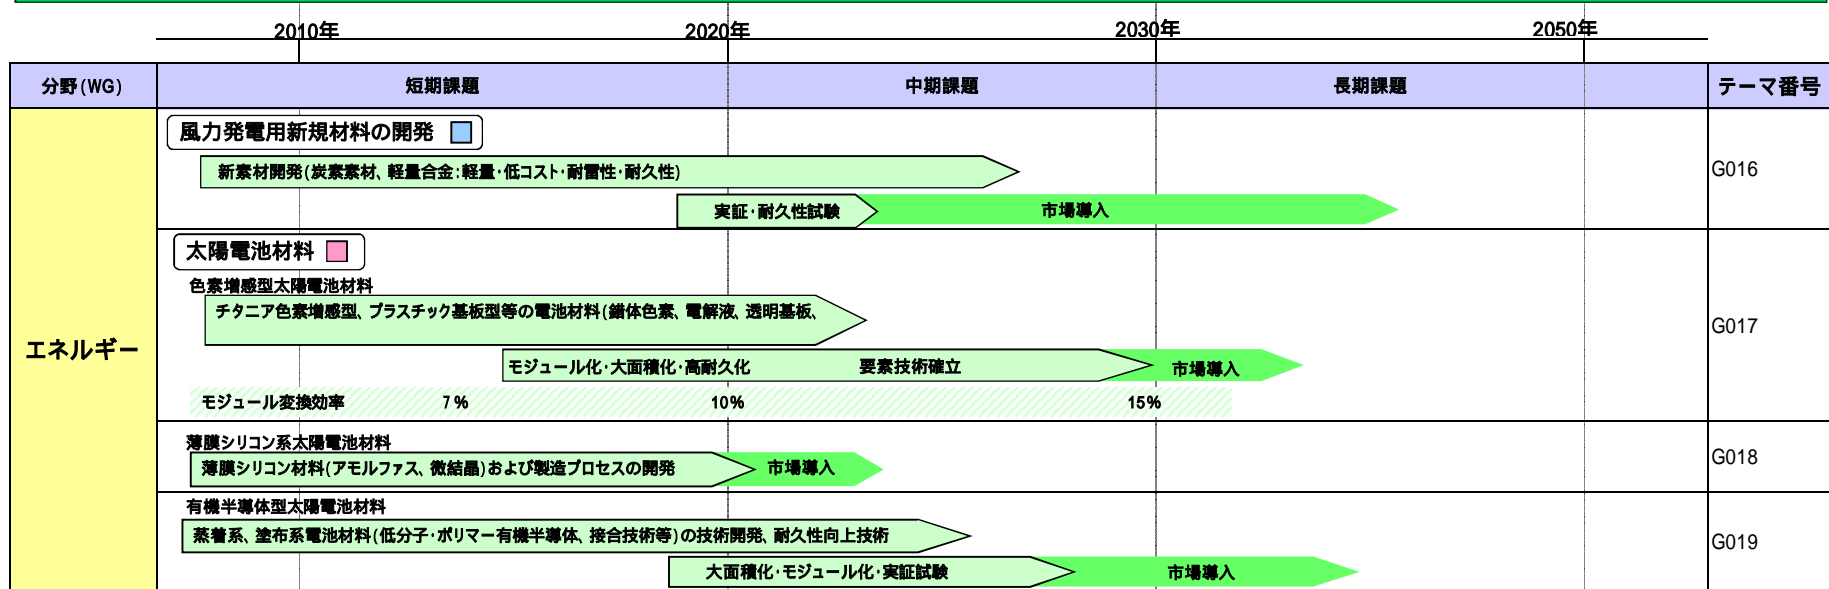 2010年 2020年 2030年 2050年
分野(WG) 短期課題 中期課題 長期課題 テーマ番号
風力発電用新規材料の開発
新素材開発(炭素素材、軽量合金:軽量・低コスト・耐雷性・耐久性)
G016
実証・耐久性試験 市場導入
太陽電池材料
色素増感型太陽電池材料
チタニア色素増感型、プラスチック基板型等の電池材料(錯体色素、電解液、透明基板、
G017
エネルギー
モジュール化・大面積化・高耐久化 要素技術確立 市場導入
モジュール変換効率 7% 10% 15%
薄膜シリコン系太陽電池材料
薄膜シリコン材料(アモルファス、微結晶)および製造プロセスの開発 市場導入
G018
有機半導体型太陽電池材料
蒸着系、塗布系電池材料(低分子・ポリマー有機半導体、接合技術等)の技術開発、耐久性向上技術
G019
大面積化・モジュール化・実証試験 市場導入